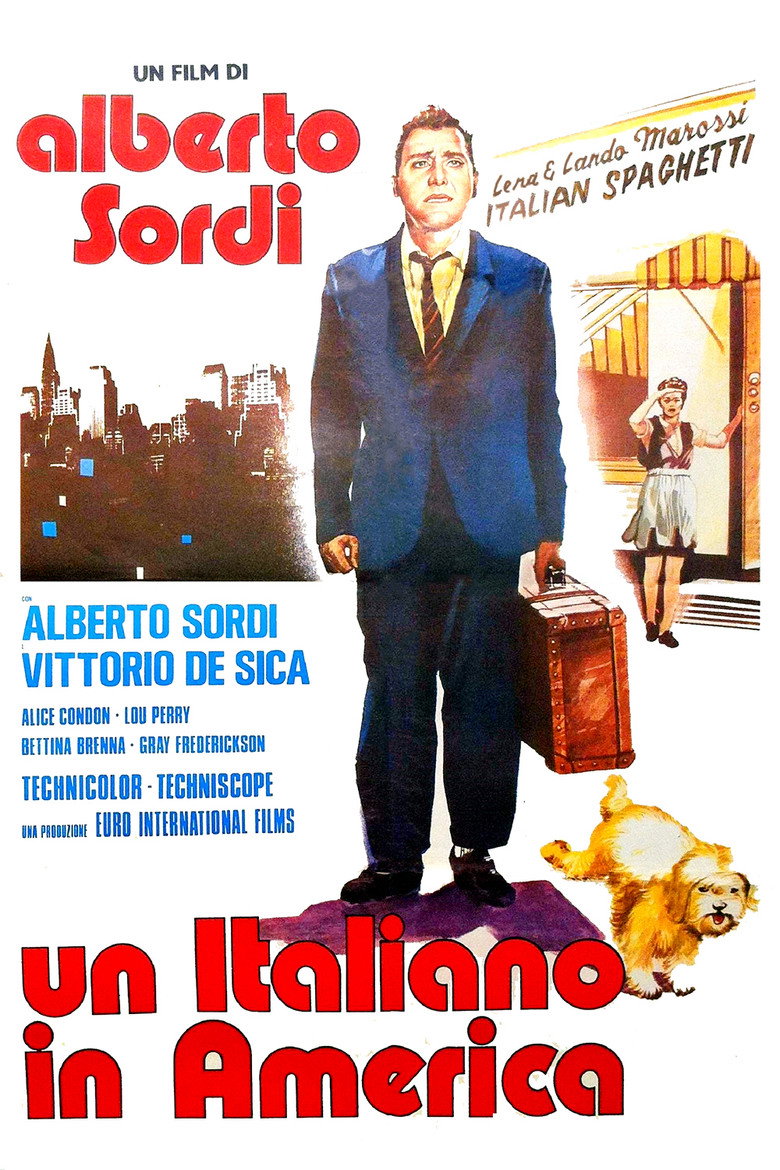 UN FILM DI
alberto
Sordi
Lena & Lando Marossi
ITALIAN SPAGHETTI
CON
ALBERTO SORDI
VITTORIO DE SICA
ALICE CONDON · LOU PERRY
BETTINA BRENNA · GRAY FREDERICKSON
TECHNICOLOR - TECHNISCOPE
UNA PRODUZIONE EURO INTERNATIONAL FILMS
un Italiano
in America